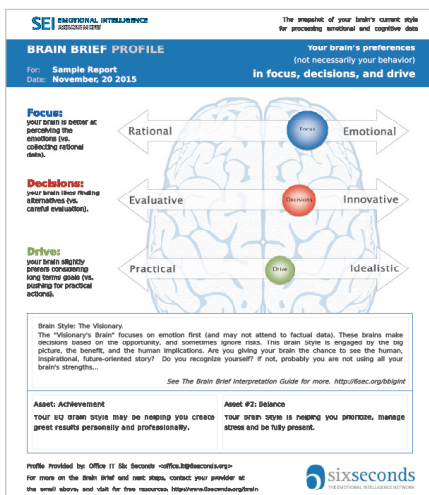 SEI EMOTIONAL INTELLIGENCE
ASSESSMENTS
The snapshot of your brain's current style
for processing emotional and cognitive data
BRAIN BRIEF PROFILE
Your brain's preferences
(not necessarily your behavior)
in focus, decisions, and drive
For: Sample Report
Date: November, 20 2015
Focus:
your brain is better at
perceiving the
emotions (vs.
collecting rational
data).
Rational
Focus
Emotional
Decisions:
your brain likes finding
alternatives (vs.
careful evaluation).
Evaluative
Decisions
Innovative
Drive:
your brain slightly
prefers considering
long terms goals (vs.
pushing for practical
actions).
Practical
Drive
Idealistic
Brain Style: The Visionary.
The "Visionary's Brain" focuses on emotion first (and may not attend to factual data). These brains make
decisions based on the opportunity, and sometimes ignore risks. This Brain Style is engaged by the big
picture, the benefit, and the human implications. Are you giving your brain the chance to see the human,
inspirational, future-oriented story? Do you recognize yourself? If not, probably you are not using all your
brain's strengths...
See The Brain Brief Interpretation Guide for more. http://6sec.org/bbigint
Asset: Achievement
Your EQ Brain Style may be helping you create
great results personally and professionally.
Asset #2: Balance
Your Brain Style is helping you prioritize, manage
stress and be fully present.
Profile Provided by: Office IT Six Seconds <office.it@6seconds.org>
For more on the Brain Brief and next steps, contact your provider at
the email above, and visit for free resources: http://www.6seconds.org/brain
sixseconds
THE EMOTIONAL INTELLIGENCE NETWORK